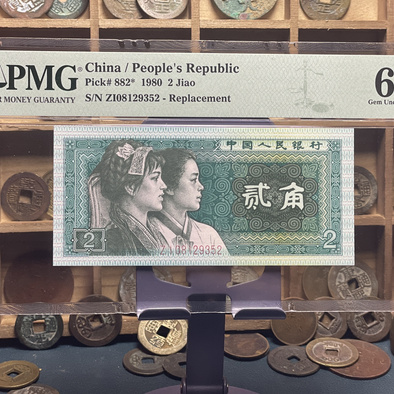 PMG
PAPER MONEY GUARANTY
China / People's Republic
Pick# 882* 1980 2 Jiao
S/N ZI08129352 - Replacement
6
Gem Unc
中国人民银行
贰角
ZI08129352
2
2